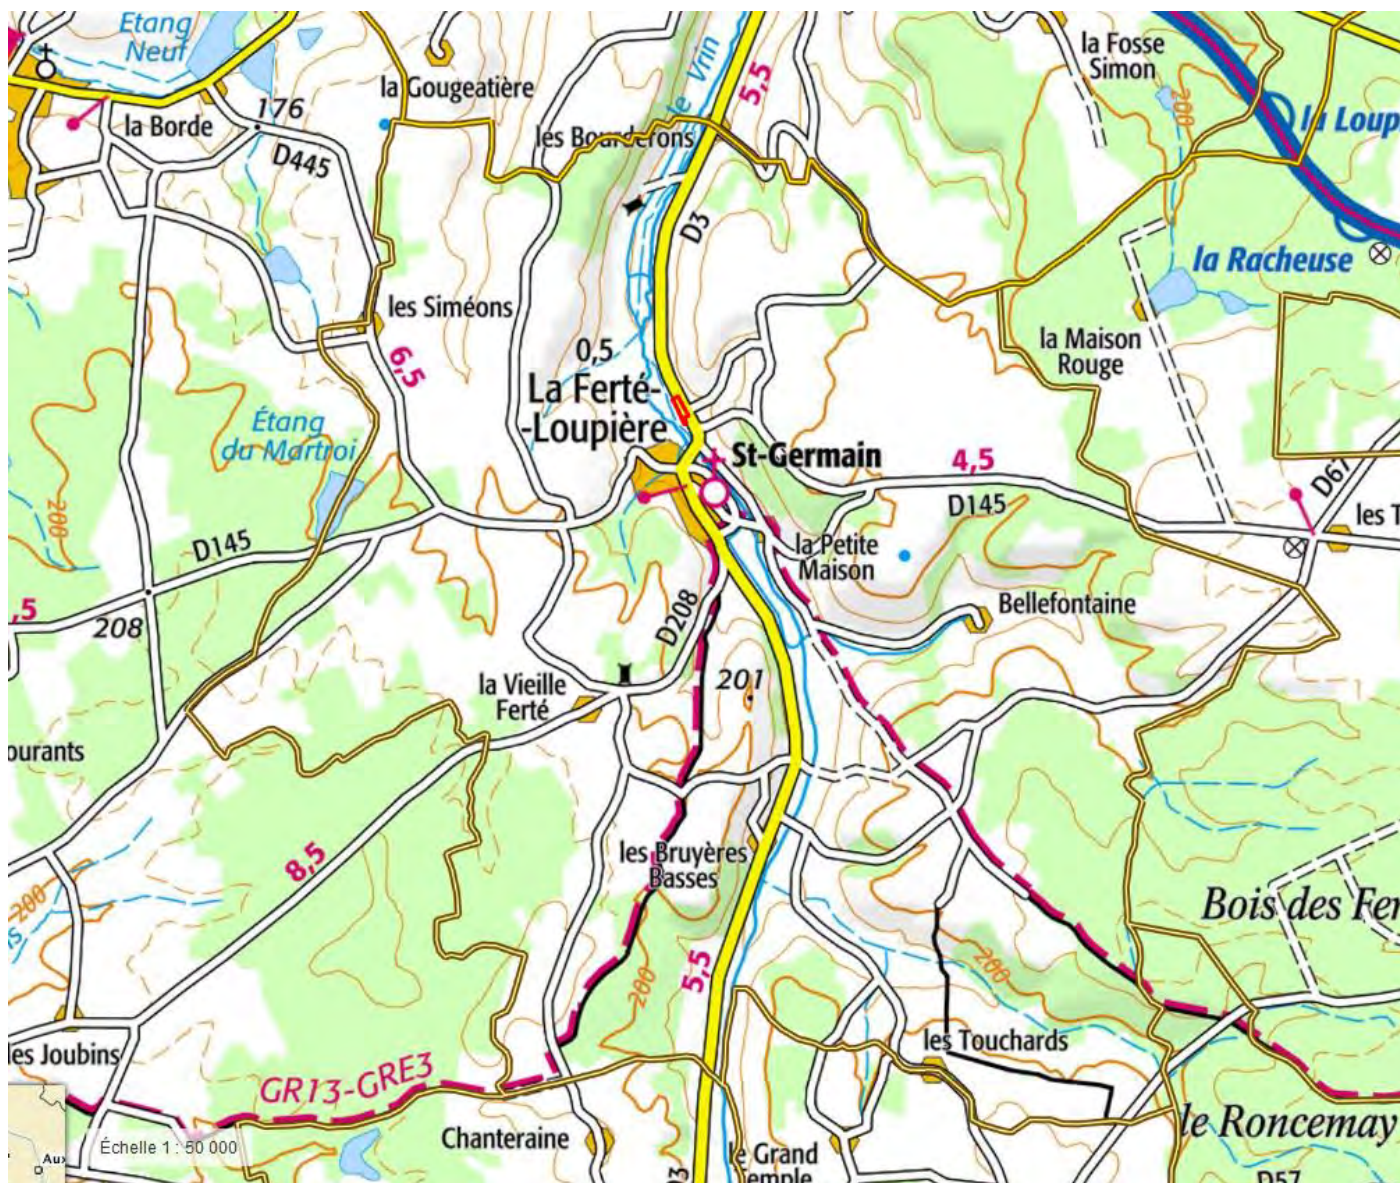 Etang
Neuf
la Gougeatière
la Fosse
Simon
5,5
le Vrin
176
la Borde
les Bourderons
D445
200
D3
la Racheuse
les Siméons
la Maison
Rouge
6,5
0,5
La Ferté-
-Loupière
Étang
du Martroi
St-Germain
4,5
D145
D67
200
D145
la Petite
Maison
Bellefontaine
208
D208
201
la Vieille
Ferté
8,5
les Bruyères
Basses
200
Bois des
200
200
5,5
les Touchards
les Joubins
GR13-GRE3
Chanteraine
le Grand
le Roncemay
Échelle 1 : 50 000
D57